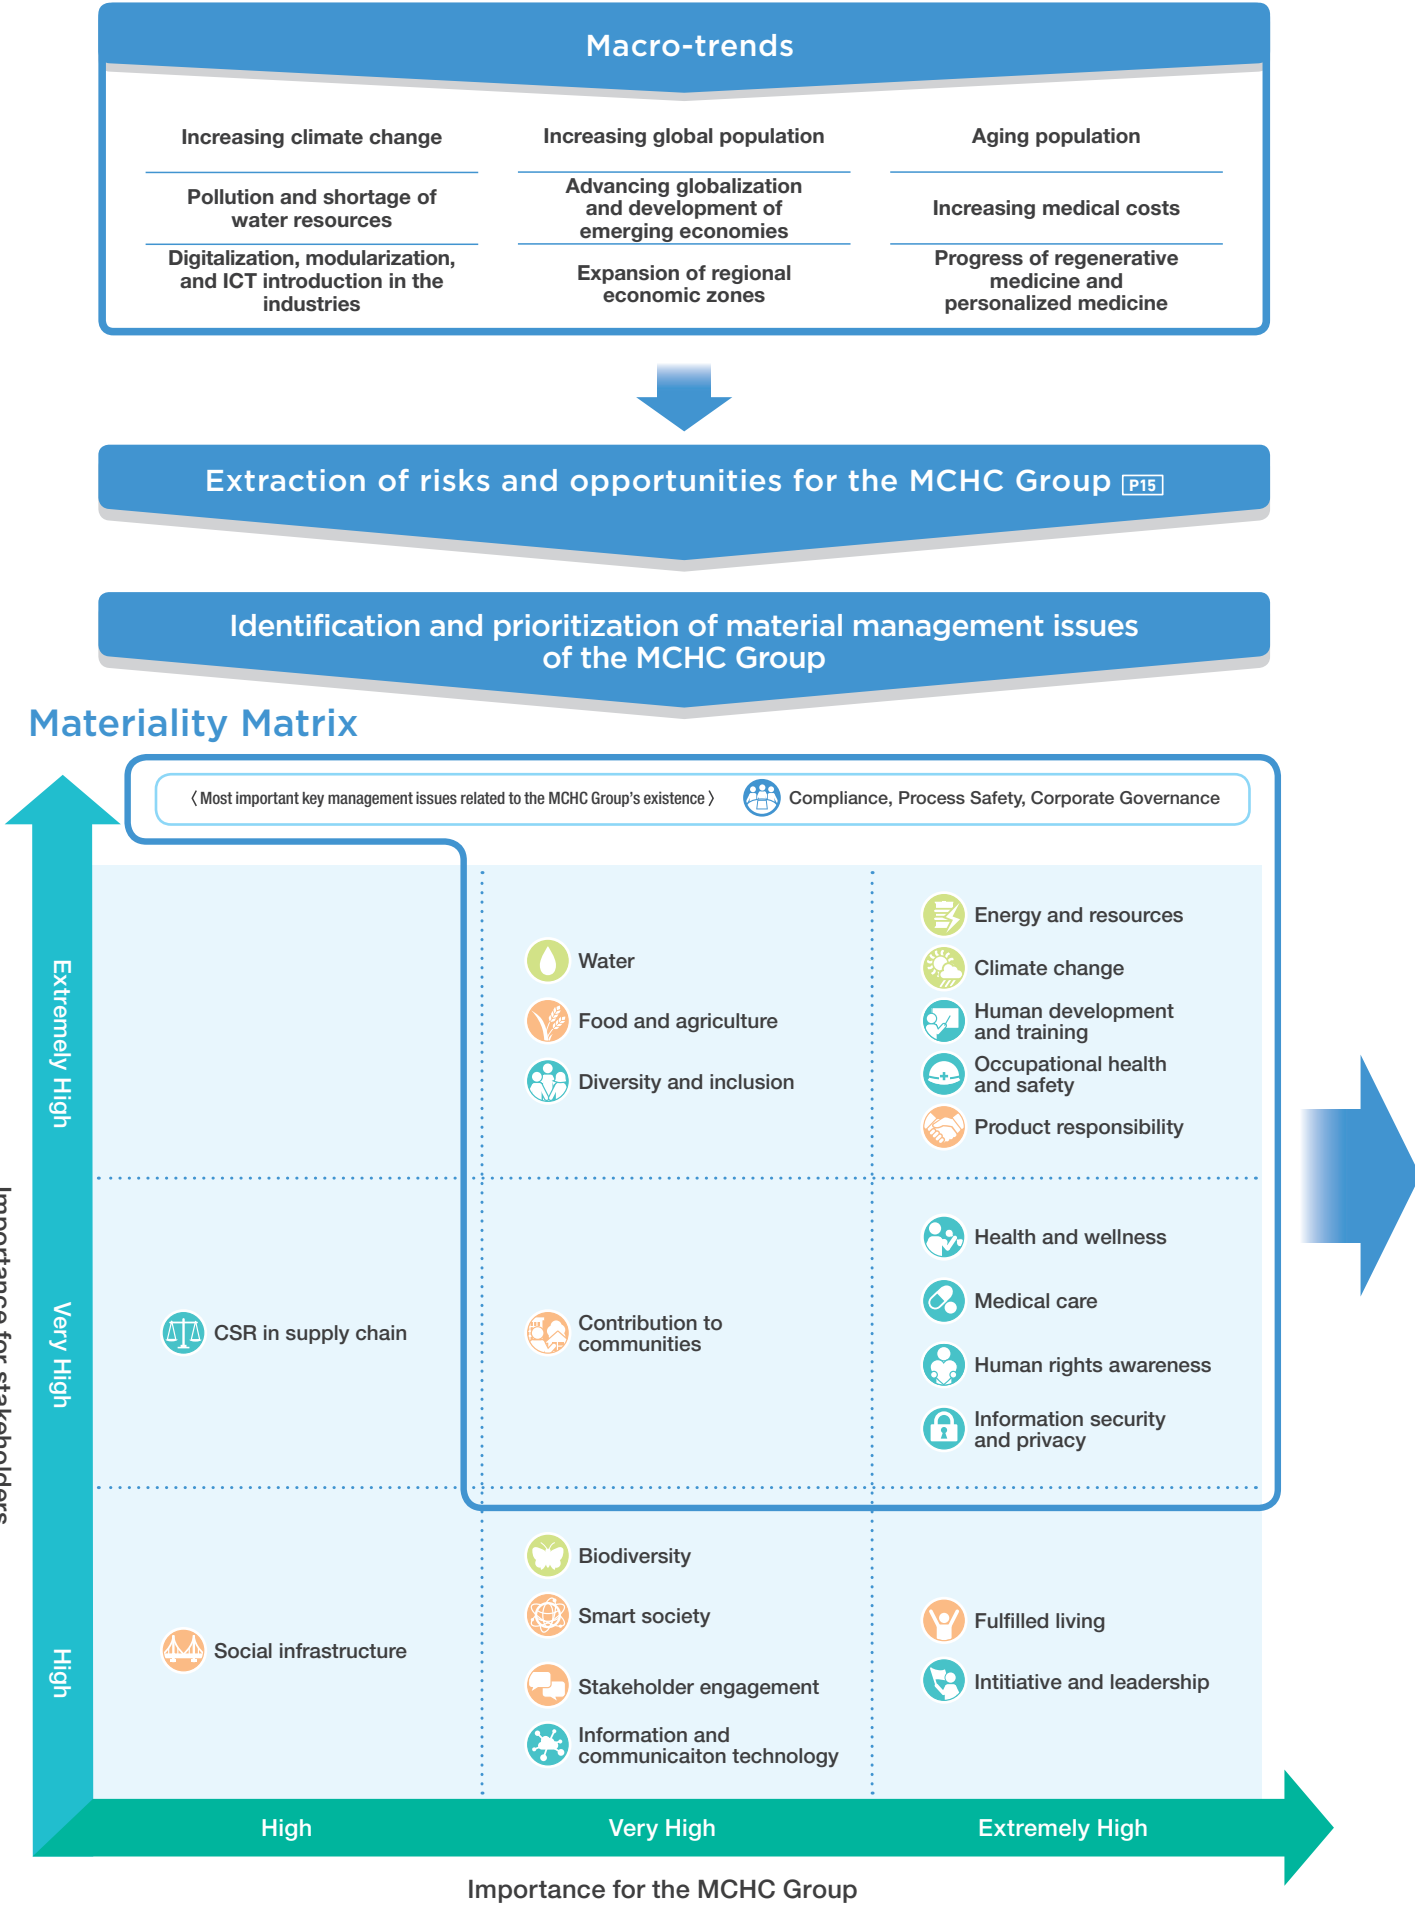 Macro-trends
Increasing climate change
Pollution and shortage of
water resources
Digitalization, modularization,
and ICT introduction in the
industries
Increasing global population
Advancing globalization
and development of
emerging economies
Expansion of regional
economic zones
Aging population
Increasing medical costs
Progress of regenerative
medicine and
personalized medicine
Extraction of risks and opportunities for the MCHC Group P15
Identification and prioritization of material management issues
of the MCHC Group
Materiality Matrix
〈Most important key management issues related to the MCHC Group's existence〉
Compliance, Process Safety, Corporate Governance
Importance for stakeholders
Extremely High
Water
Food and agriculture
Diversity and inclusion
Energy and resources
Climate change
Human development
and training
Occupational health
and safety
Product responsibility
Very High
CSR in supply chain
Contribution to
communities
Health and wellness
Medical care
Human rights awareness
Information security
and privacy
High
Social infrastructure
Biodiversity
Smart society
Stakeholder engagement
Information and
communicaiton technology
Fulfilled living
Intitiative and leadership
High
Very High
Extremely High
Importance for the MCHC Group